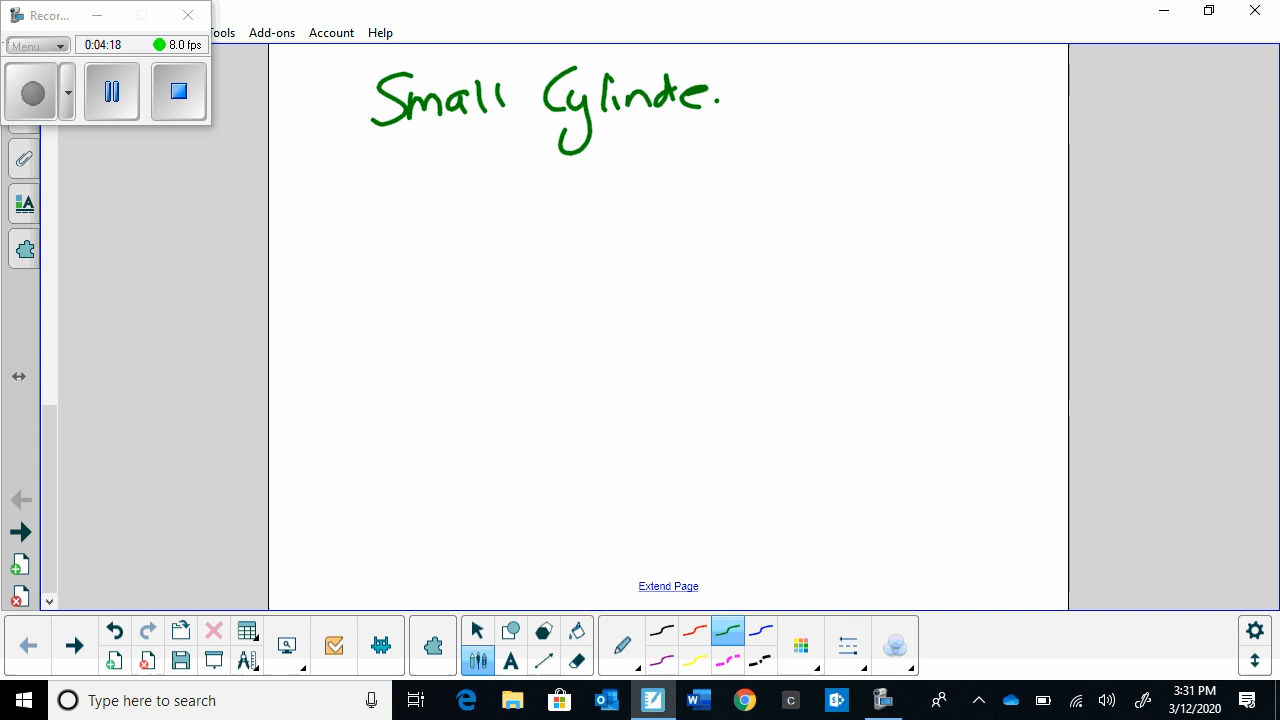 Recor...
Menu
0:04:18
8.0 fps
Tools Add-ons Account Help
Small Cylinde.
Extend Page
Type here to search
3:31 PM
3/12/2020